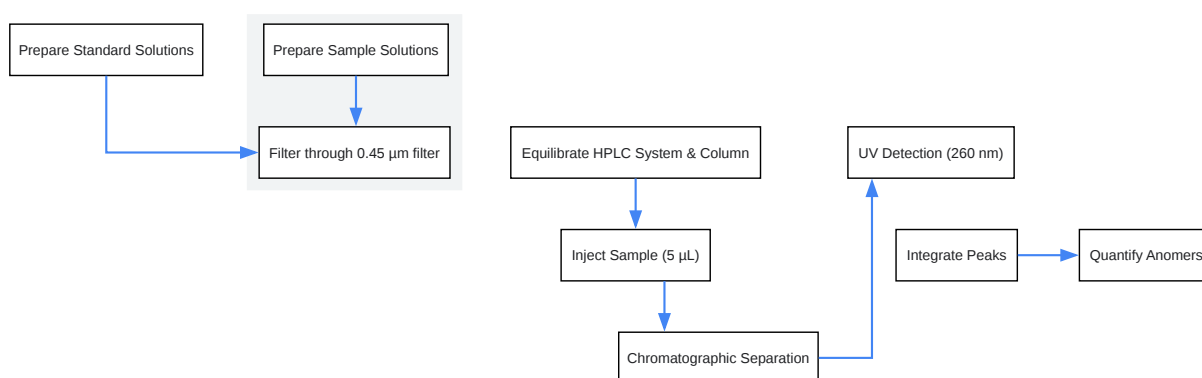 Prepare Standard Solutions
Prepare Sample Solutions
Filter through 0.45 µm filter
Equilibrate HPLC System & Column
UV Detection (260 nm)
Inject Sample (5 µL)
Integrate Peaks
Quantify Anomers
Chromatographic Separation